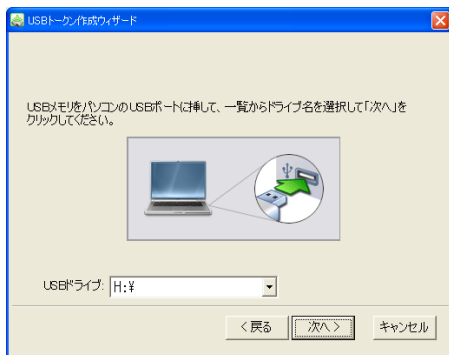 USBトークン作成ウィザード
USBメモリをパソコンのUSBポートに挿して、一覧からドライブ名を選択して「次へ」を
クリックしてください。
USBドライブ: H:¥
< 戻る 次へ > キャンセル